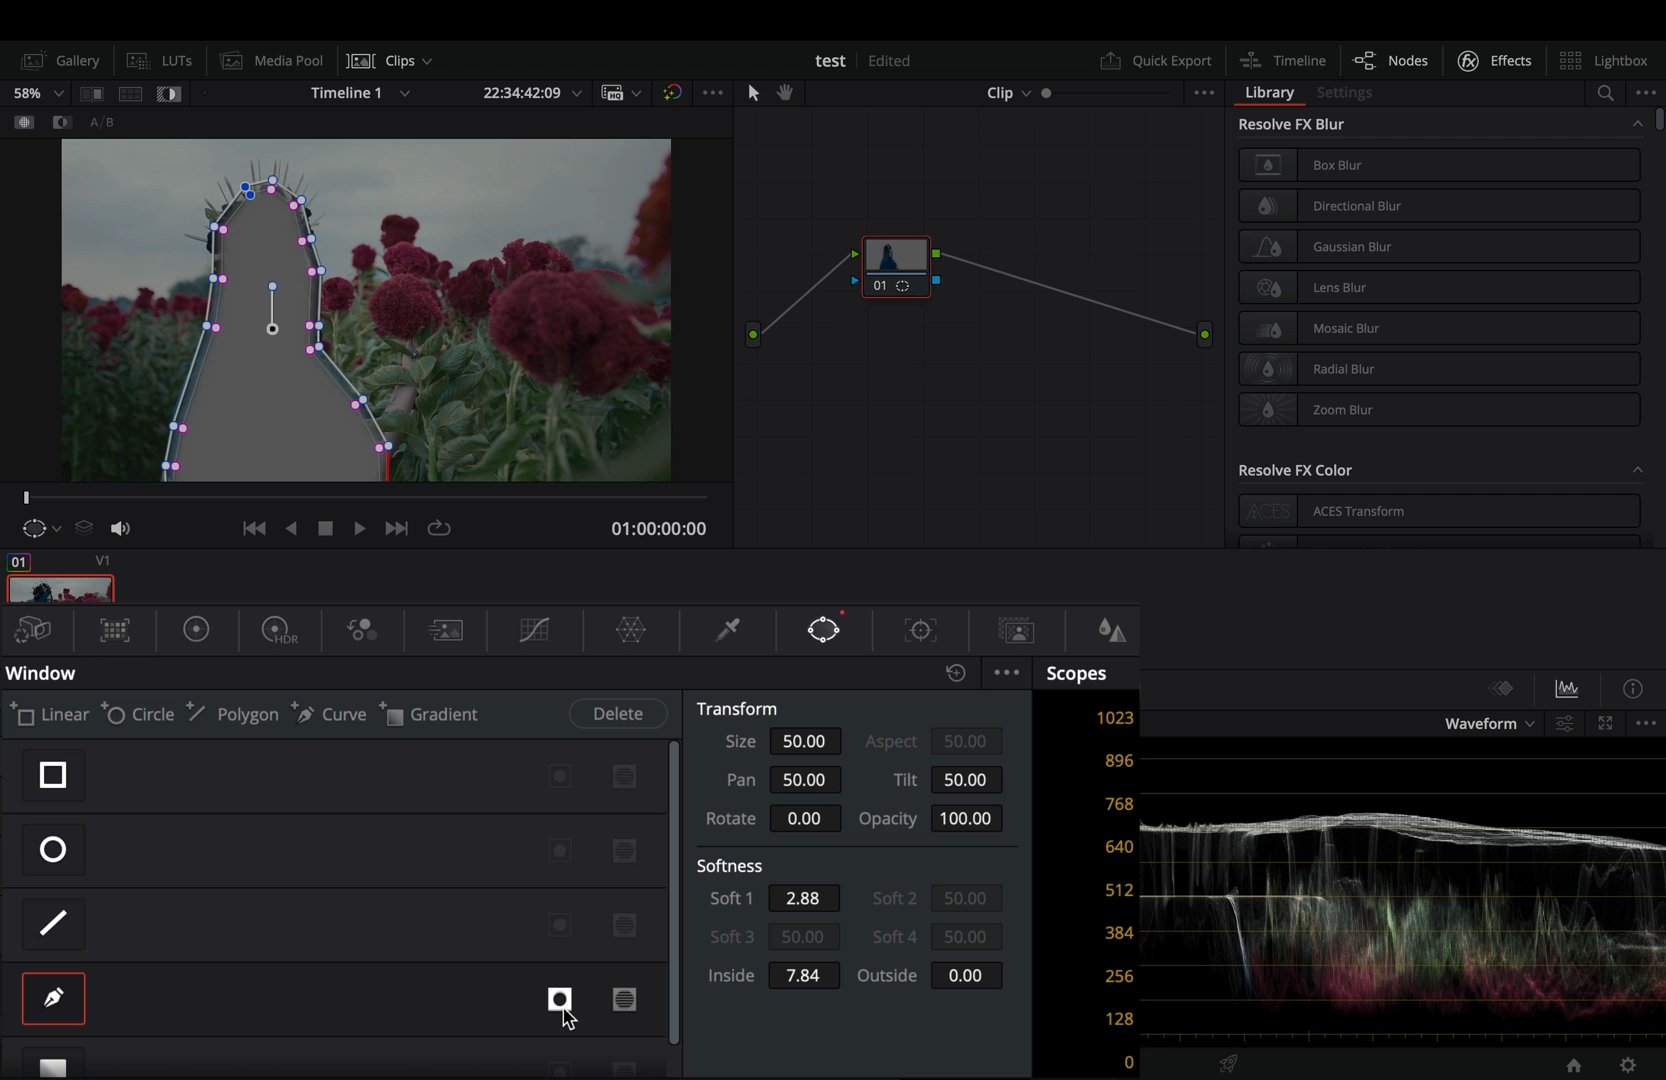 Gallery LUTs Media Pool Clips test Edited Quick Export Timeline Nodes fx Effects Lightbox
58% Timeline 1 22:34:42:09 HQ Clip Library Settings
A/B
Resolve FX Blur
Box Blur
Directional Blur
Gaussian Blur
Lens Blur
01
Mosaic Blur
Radial Blur
Zoom Blur
Resolve FX Color
ACES ACES Transform
01:00:00:00
01 V1
HDR
Window Scopes
Linear Circle Polygon Curve Gradient Delete
Transform
Size 50.00 Aspect 50.00
Pan 50.00 Tilt 50.00
Rotate 0.00 Opacity 100.00
Softness
Soft 1 2.88 Soft 2 50.00
Soft 3 50.00 Soft 4 50.00
Inside 7.84 Outside 0.00
Waveform
1023
896
768
640
512
384
256
128
0